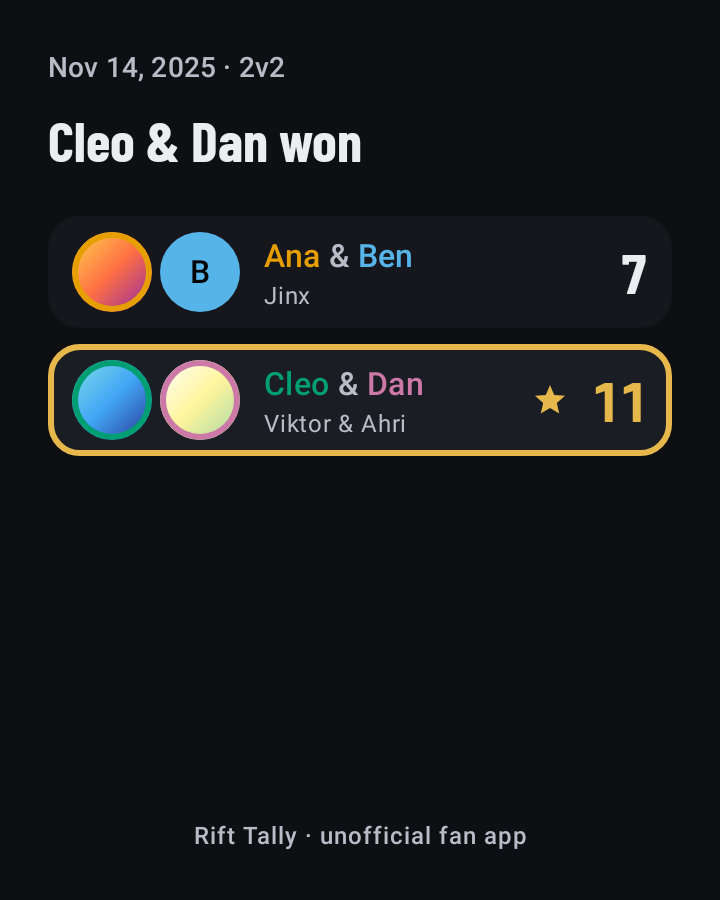 Nov 14, 2025 · 2v2
Cleo & Dan won
B
Ana & Ben
Jinx
7
Cleo & Dan
Viktor & Ahri
11
Rift Tally · unofficial fan app